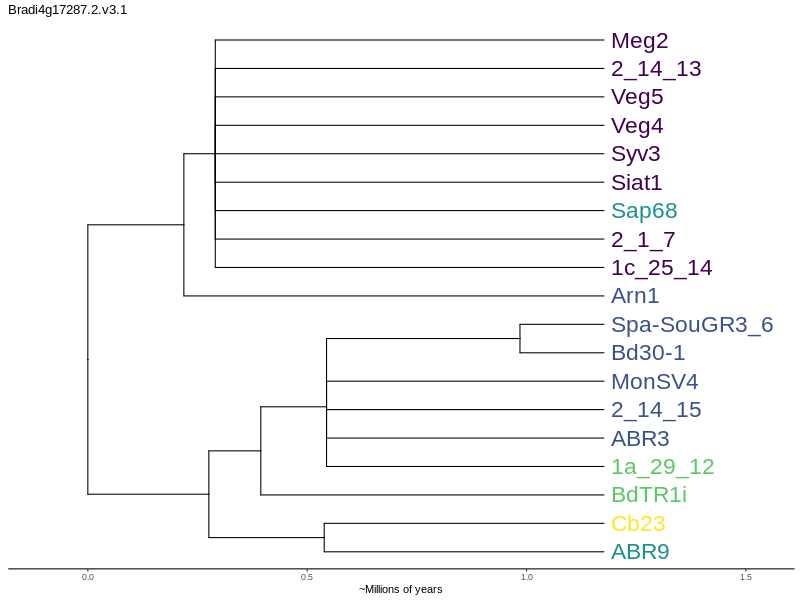 Bradi4g17287.2.v3.1
Meg2
2_14_13
Veg5
Veg4
Syv3
Siat1
Sap68
2_1_7
1c_25_14
Arn1
Spa-SouGR3_6
Bd30-1
MonSV4
2_14_15
ABR3
1a_29_12
BdTR1i
Cb23
ABR9
0.0 0.5 1.0 1.5
~Millions of years